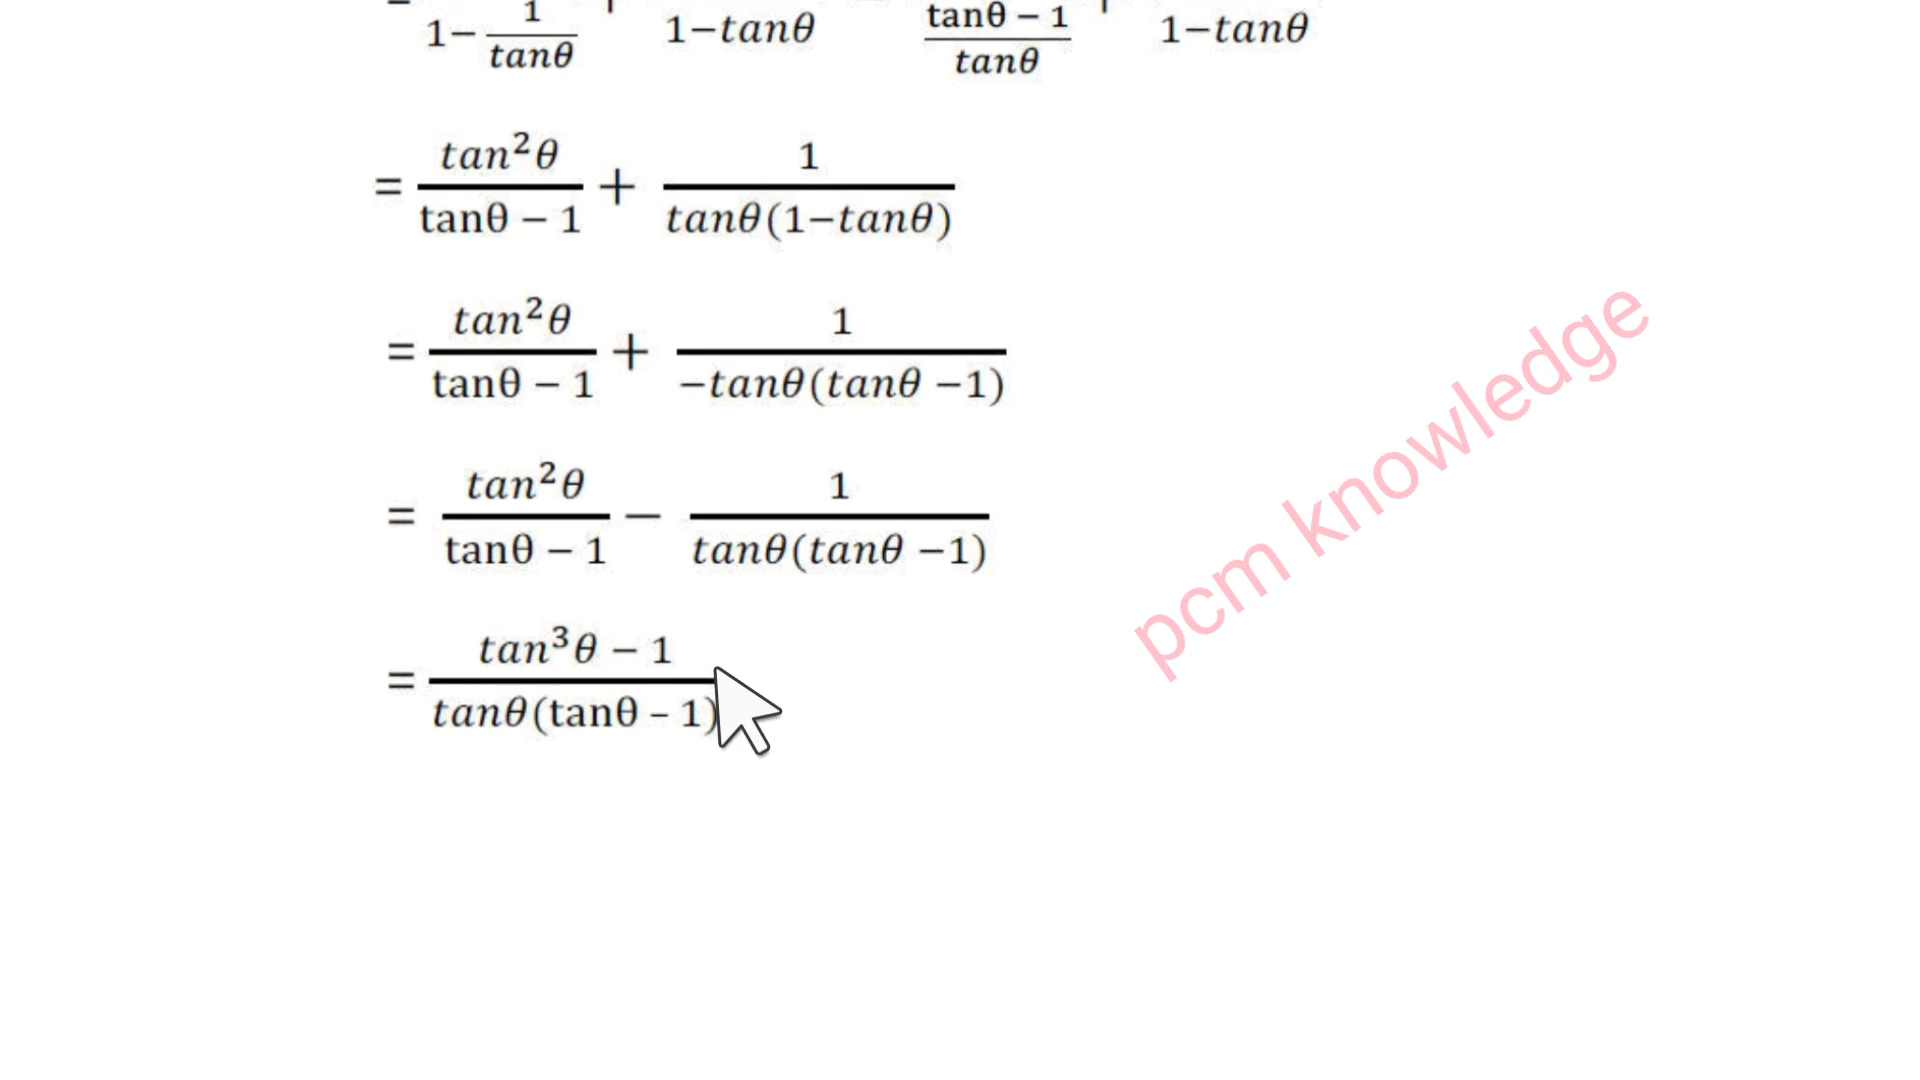 = 1/(1−1/tanθ) + 1−tanθ = (tanθ − 1)/tanθ + 1−tanθ
= tan²θ/(tanθ − 1) + 1/(tanθ(1−tanθ))
= tan²θ/(tanθ − 1) + 1/(−tanθ(tanθ −1))
= tan²θ/(tanθ − 1) − 1/(tanθ(tanθ −1))
= (tan³θ − 1)/(tanθ(tanθ – 1))
pcm knowledge